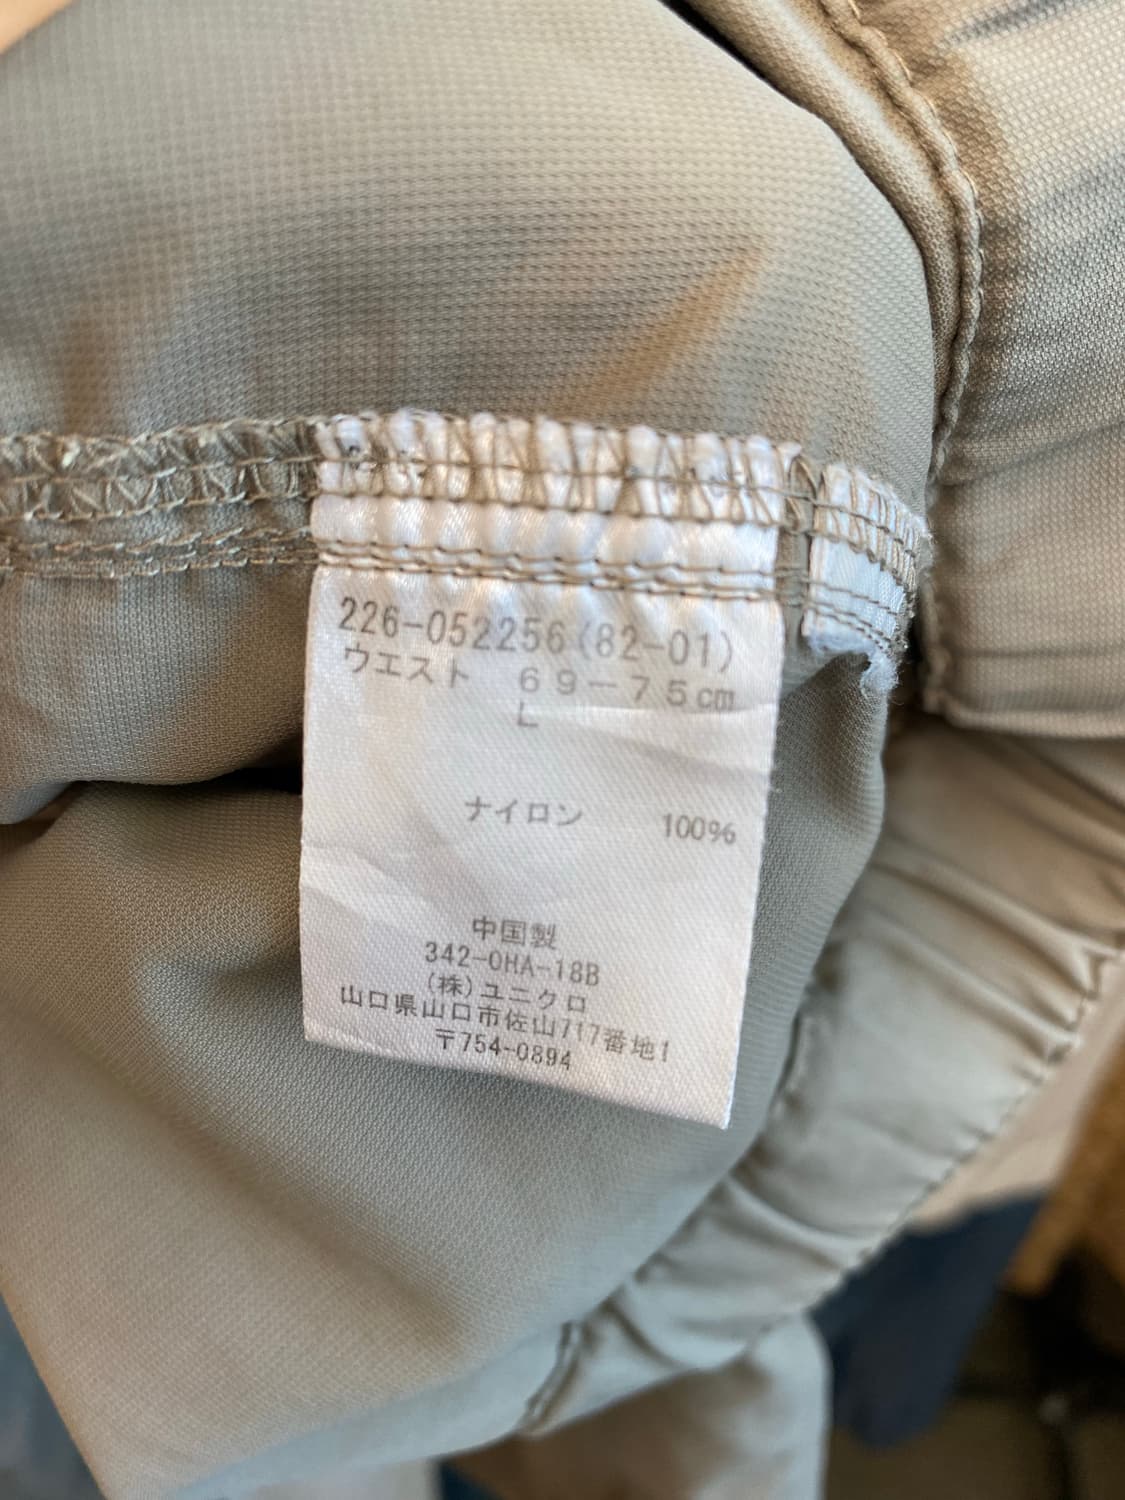 226-052256(82-01)
ウエスト 69-75cm
L
ナイロン 100%
中国製
342-0HA-18B
(株)ユニクロ
山口県山口市佐山717番地1
〒754-0894